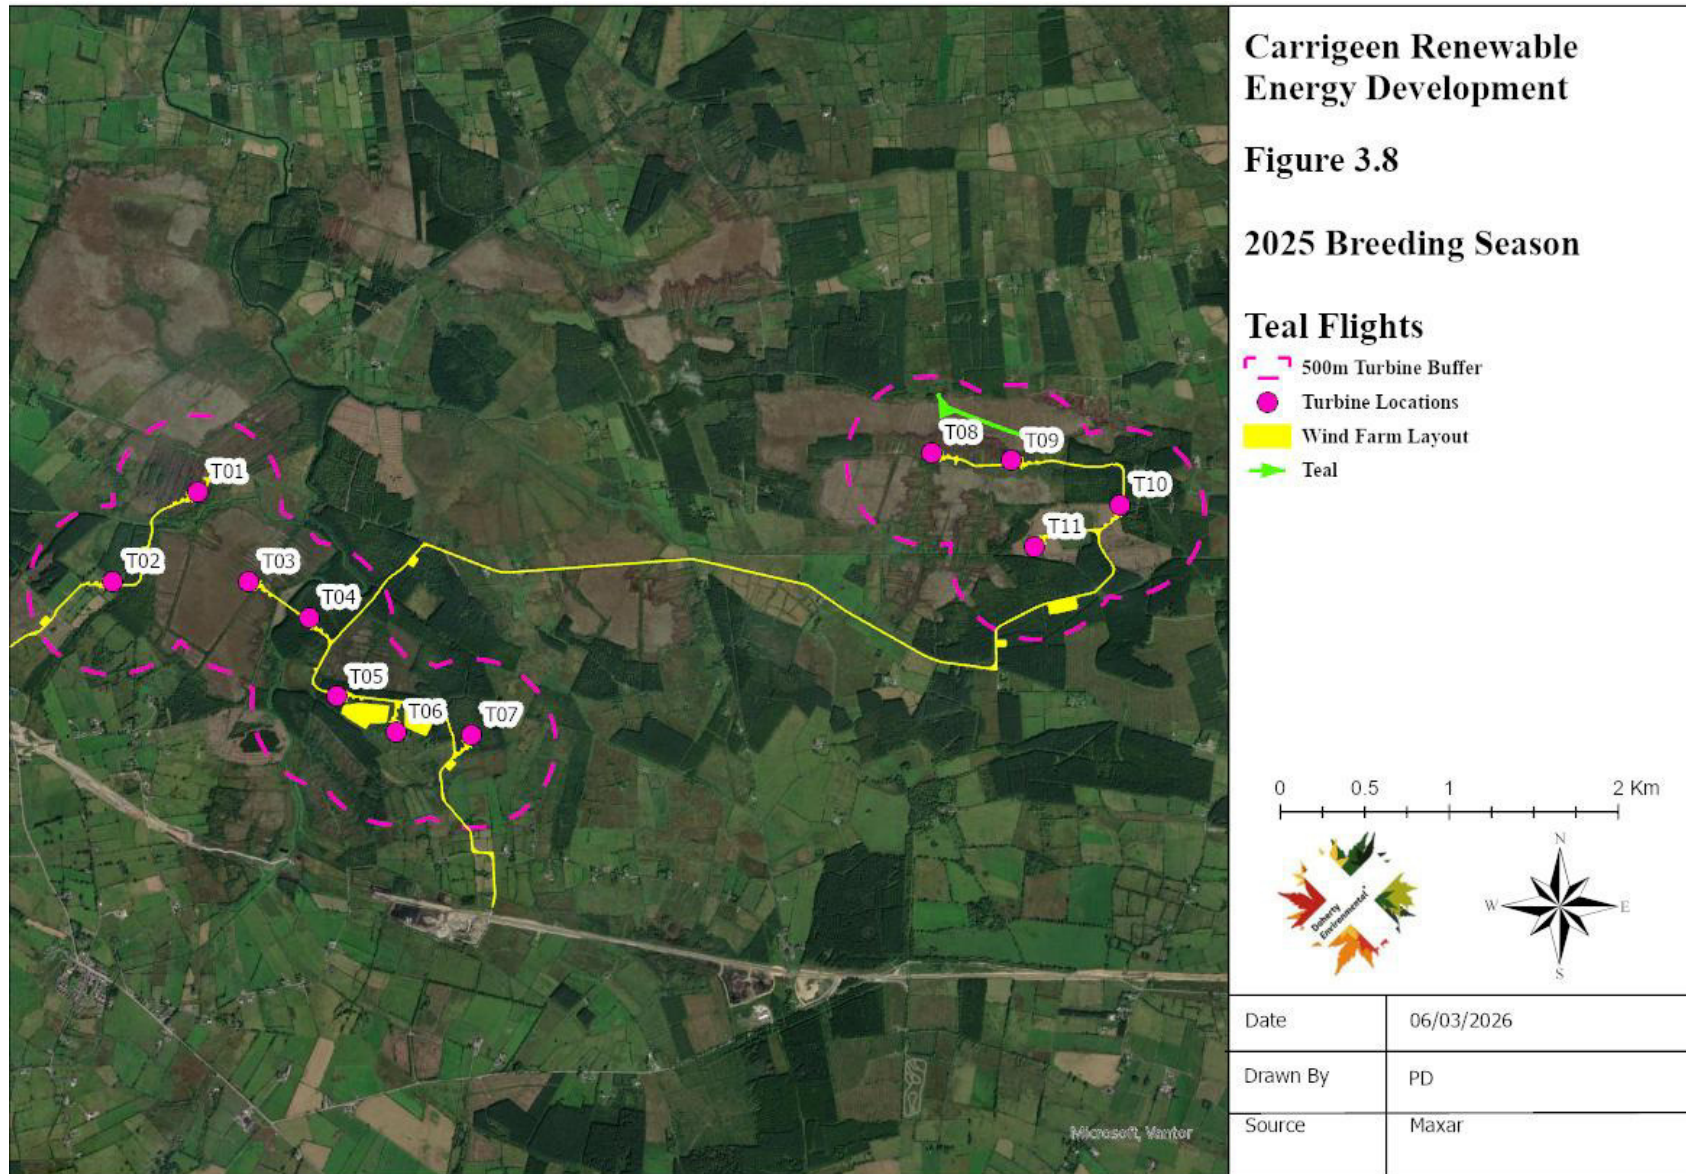 Carrigeen Renewable
Energy Development
Figure 3.8
2025 Breeding Season
Teal Flights
500m Turbine Buffer
Turbine Locations
Wind Farm Layout
Teal
T01
T02
T03
T04
T05
T06
T07
T08
T09
T10
T11
0 0.5 1 2 Km
Doherty
Environmental
N
W E
S
Date 06/03/2026
Drawn By PD
Source Maxar
Microsoft, Vantor